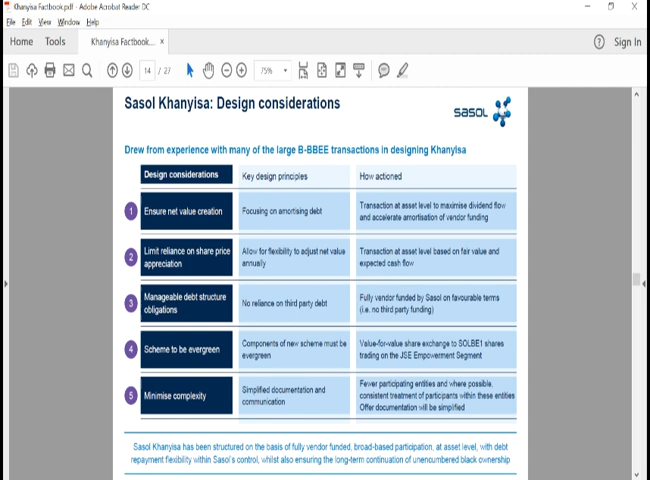 Khanyisa Factbook.pdf - Adobe Acrobat Reader DC
File Edit View Window Help
Home Tools Khanyisa Factbook... × ? Sign In
14 / 27 75%
Sasol Khanyisa: Design considerations
sasol
Drew from experience with many of the large B-BBEE transactions in designing Khanyisa
Design considerations Key design principles How actioned
1 Ensure net value creation Focusing on amortising debt Transaction at asset level to maximise dividend flow
and accelerate amortisation of vendor funding
2 Limit reliance on share price
appreciation
Allow for flexibility to adjust net value
annually
Transaction at asset level based on fair value and
expected cash flow
3 Manageable debt structure
obligations
No reliance on third party debt
Fully vendor funded by Sasol on favourable terms
(i.e. no third party funding)
4 Scheme to be evergreen
Components of new scheme must be
evergreen
Value-for-value share exchange to SOLBE1 shares
trading on the JSE Empowerment Segment
5 Minimise complexity
Simplified documentation and
communication
Fewer participating entities and where possible,
consistent treatment of participants within these entities
Offer documentation will be simplified
Sasol Khanyisa has been structured on the basis of fully vendor funded, broad-based participation, at asset level, with debt
repayment flexibility within Sasol's control, whilst also ensuring the long-term continuation of unencumbered black ownership